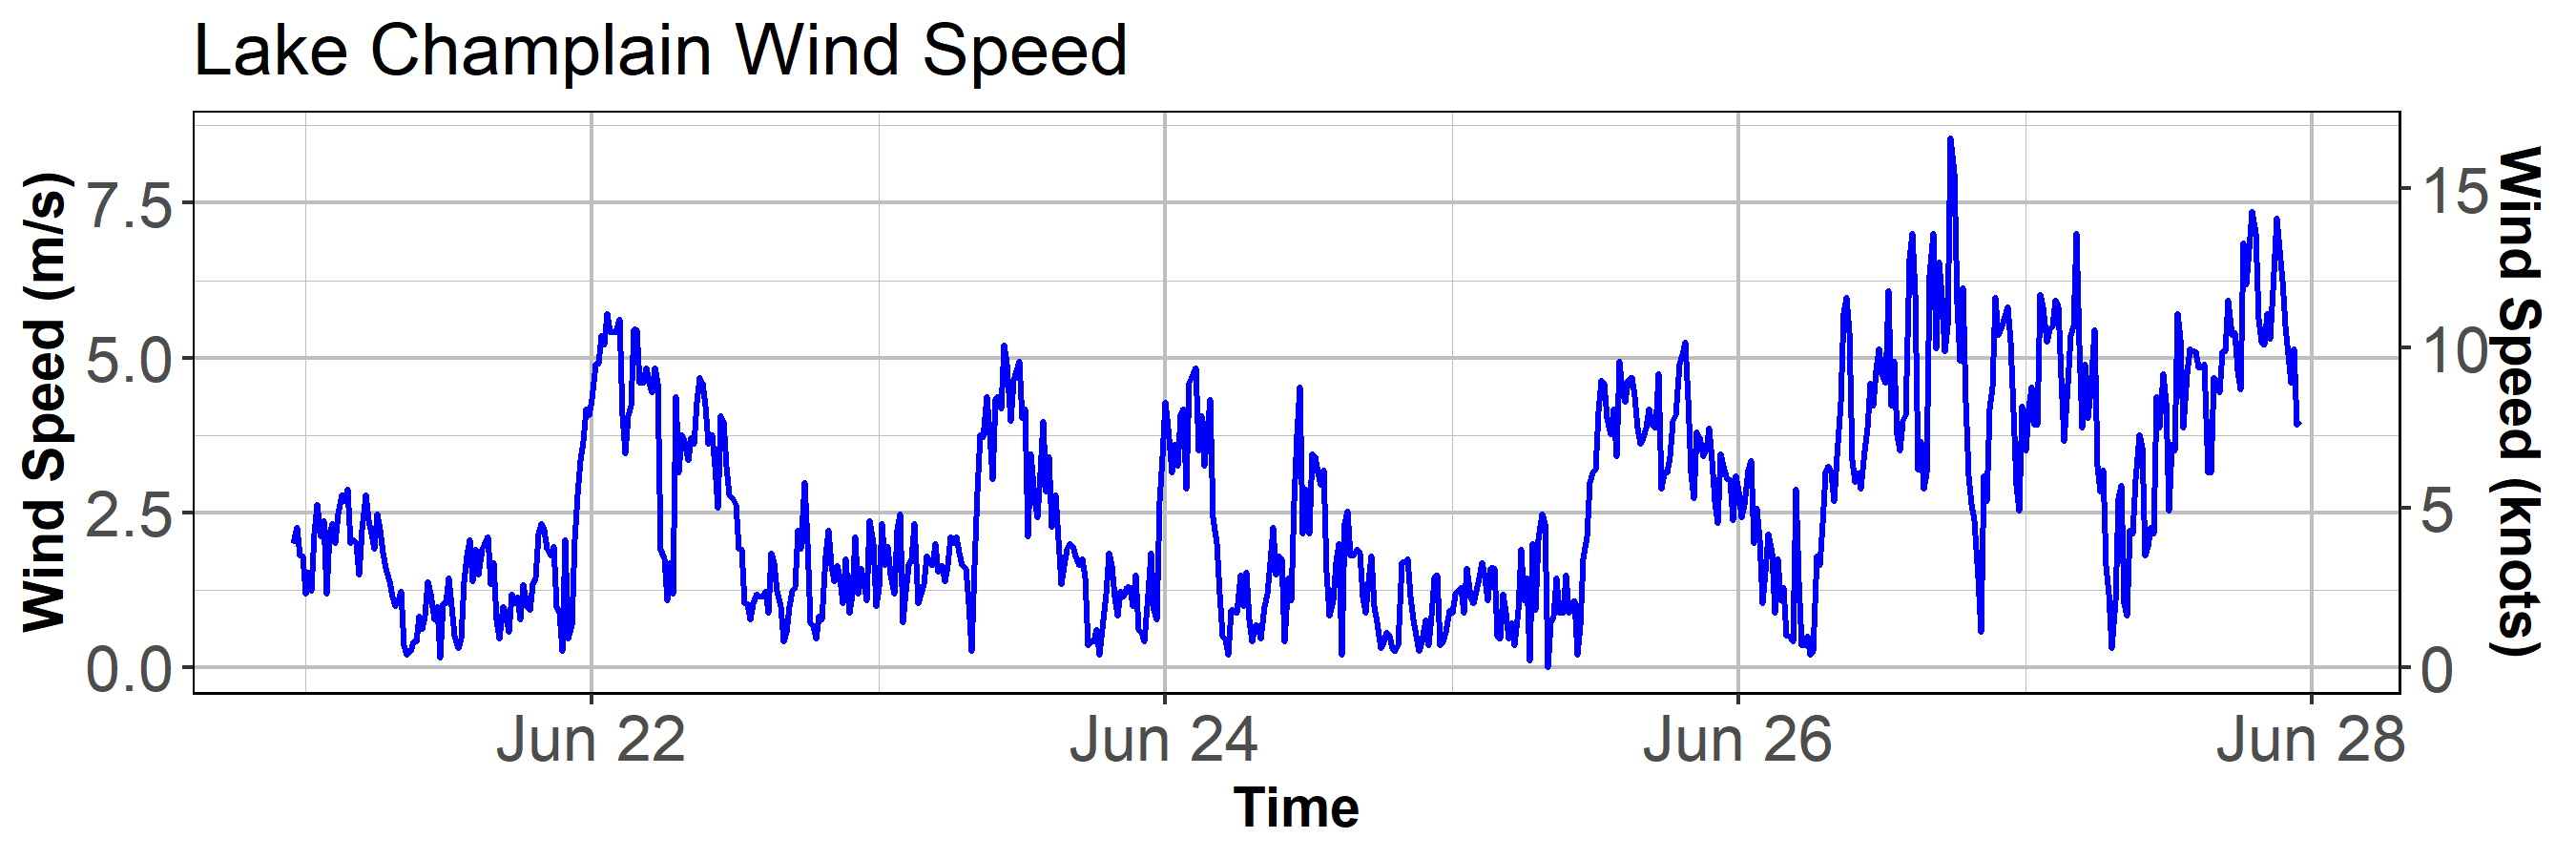 Lake Champlain Wind Speed
Wind Speed (m/s)
7.5
5.0
2.5
0.0
15
10
5
0
Wind Speed (knots)
Jun 22
Jun 24
Jun 26
Jun 28
Time